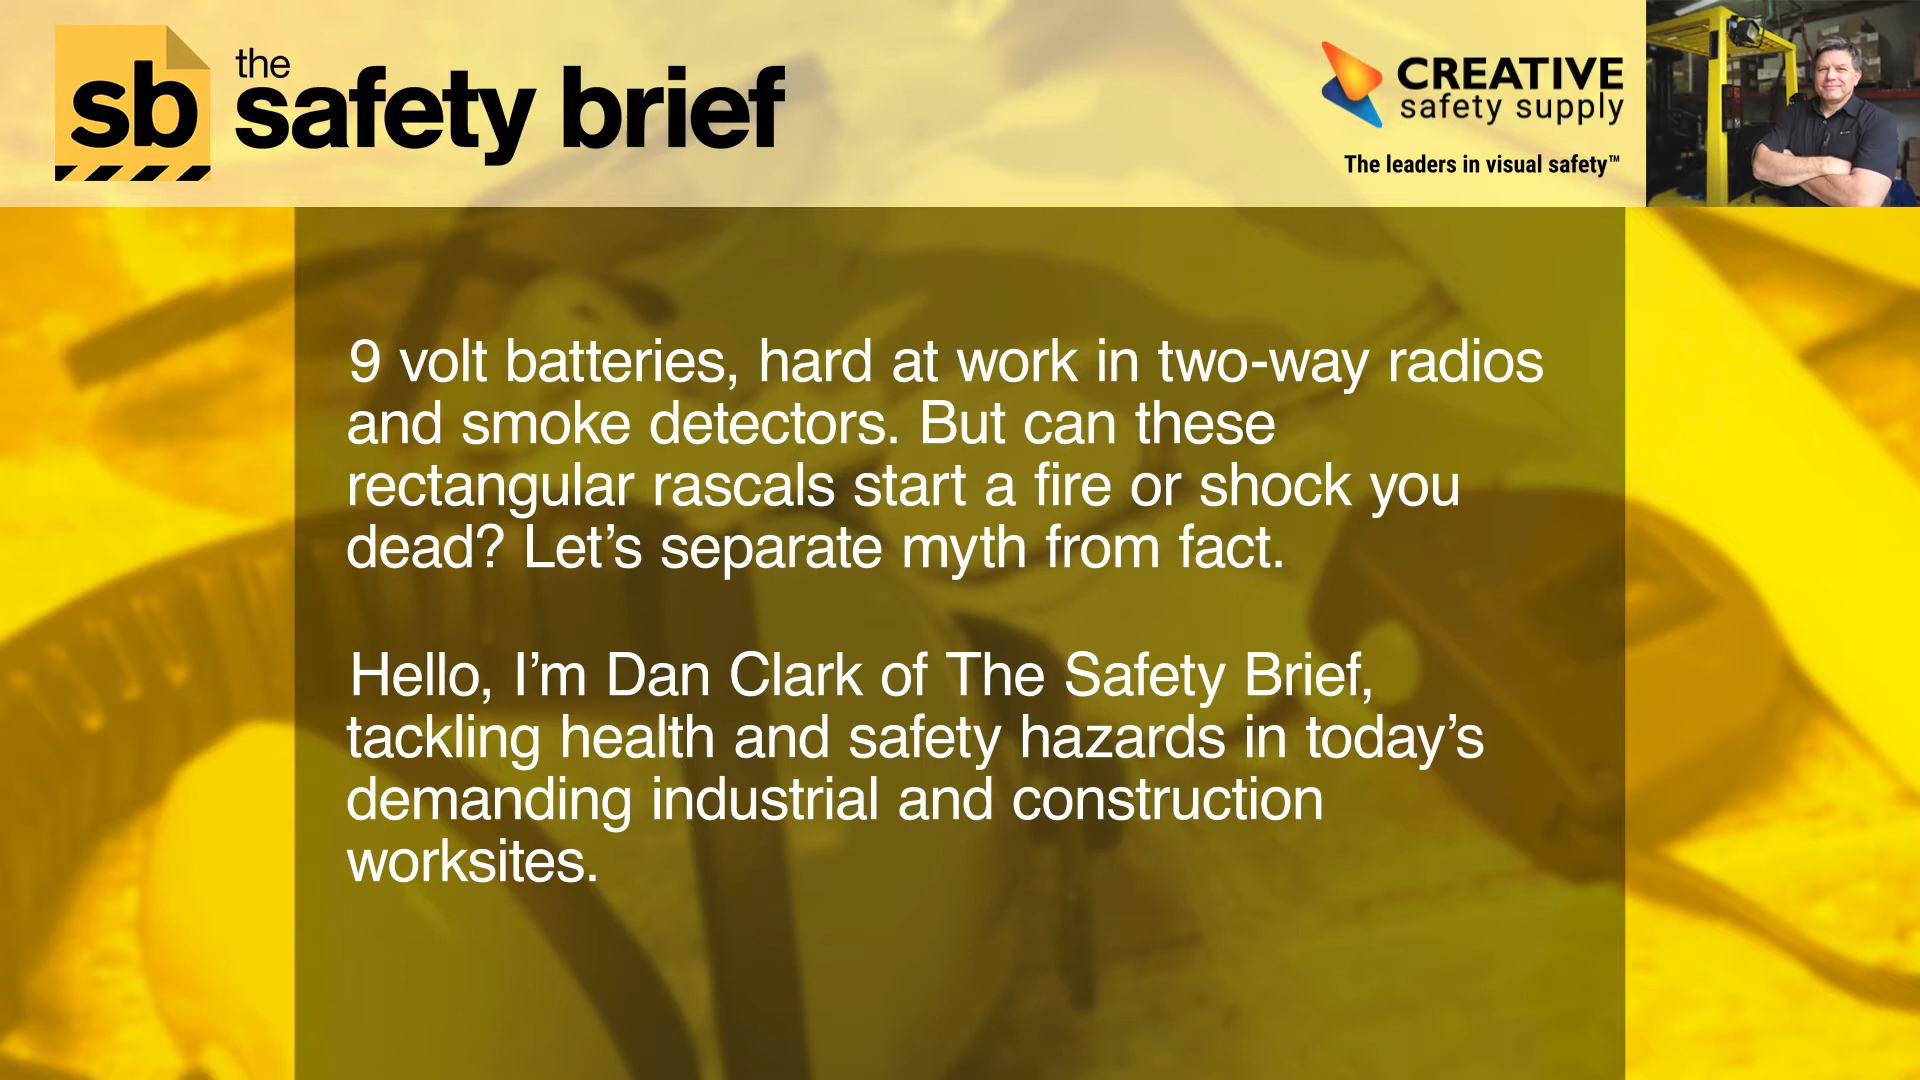 sb
the
safety brief
CREATIVE
safety supply
The leaders in visual safety™
9 volt batteries, hard at work in two-way radios
and smoke detectors. But can these
rectangular rascals start a fire or shock you
dead? Let’s separate myth from fact.
Hello, I’m Dan Clark of The Safety Brief,
tackling health and safety hazards in today’s
demanding industrial and construction
worksites.